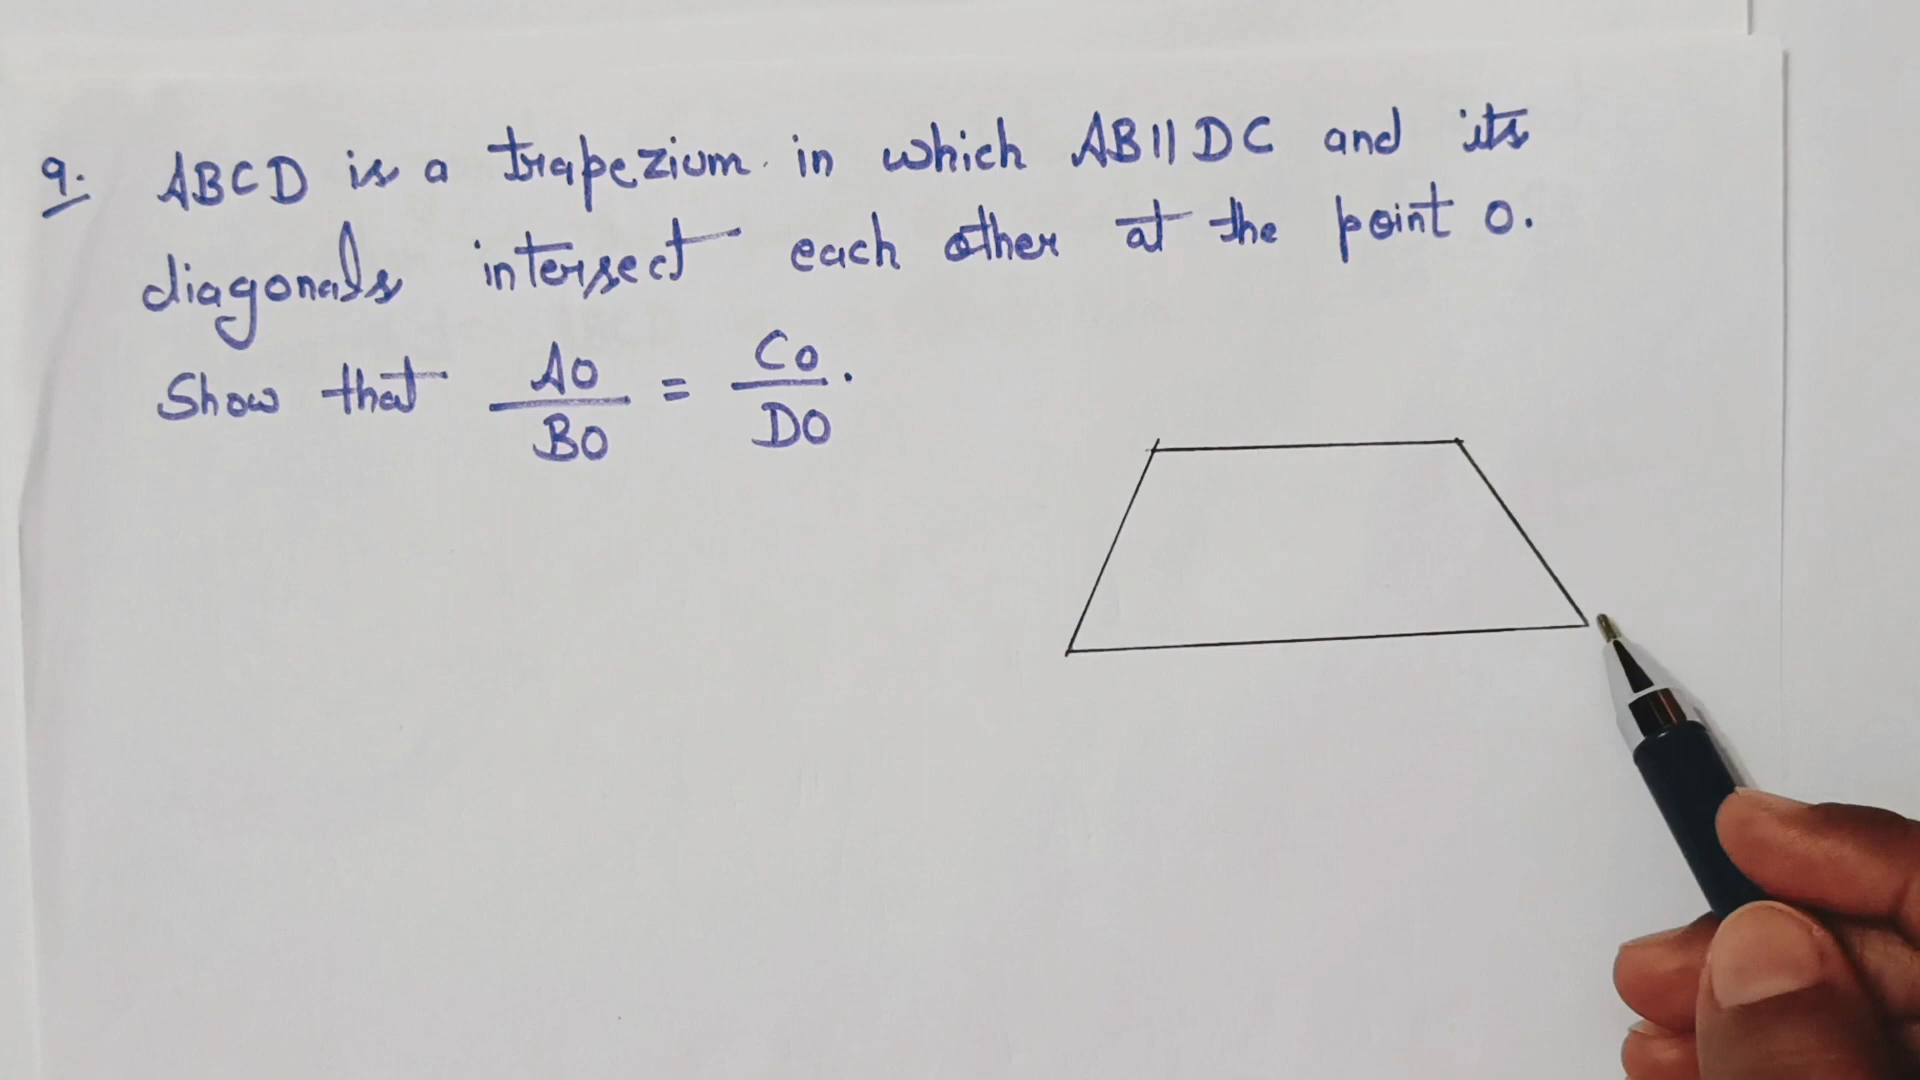 9. ABCD is a trapezium in which AB || DC and its
diagonals intersect each other at the point O.
Show that AO/BO = CO/DO.